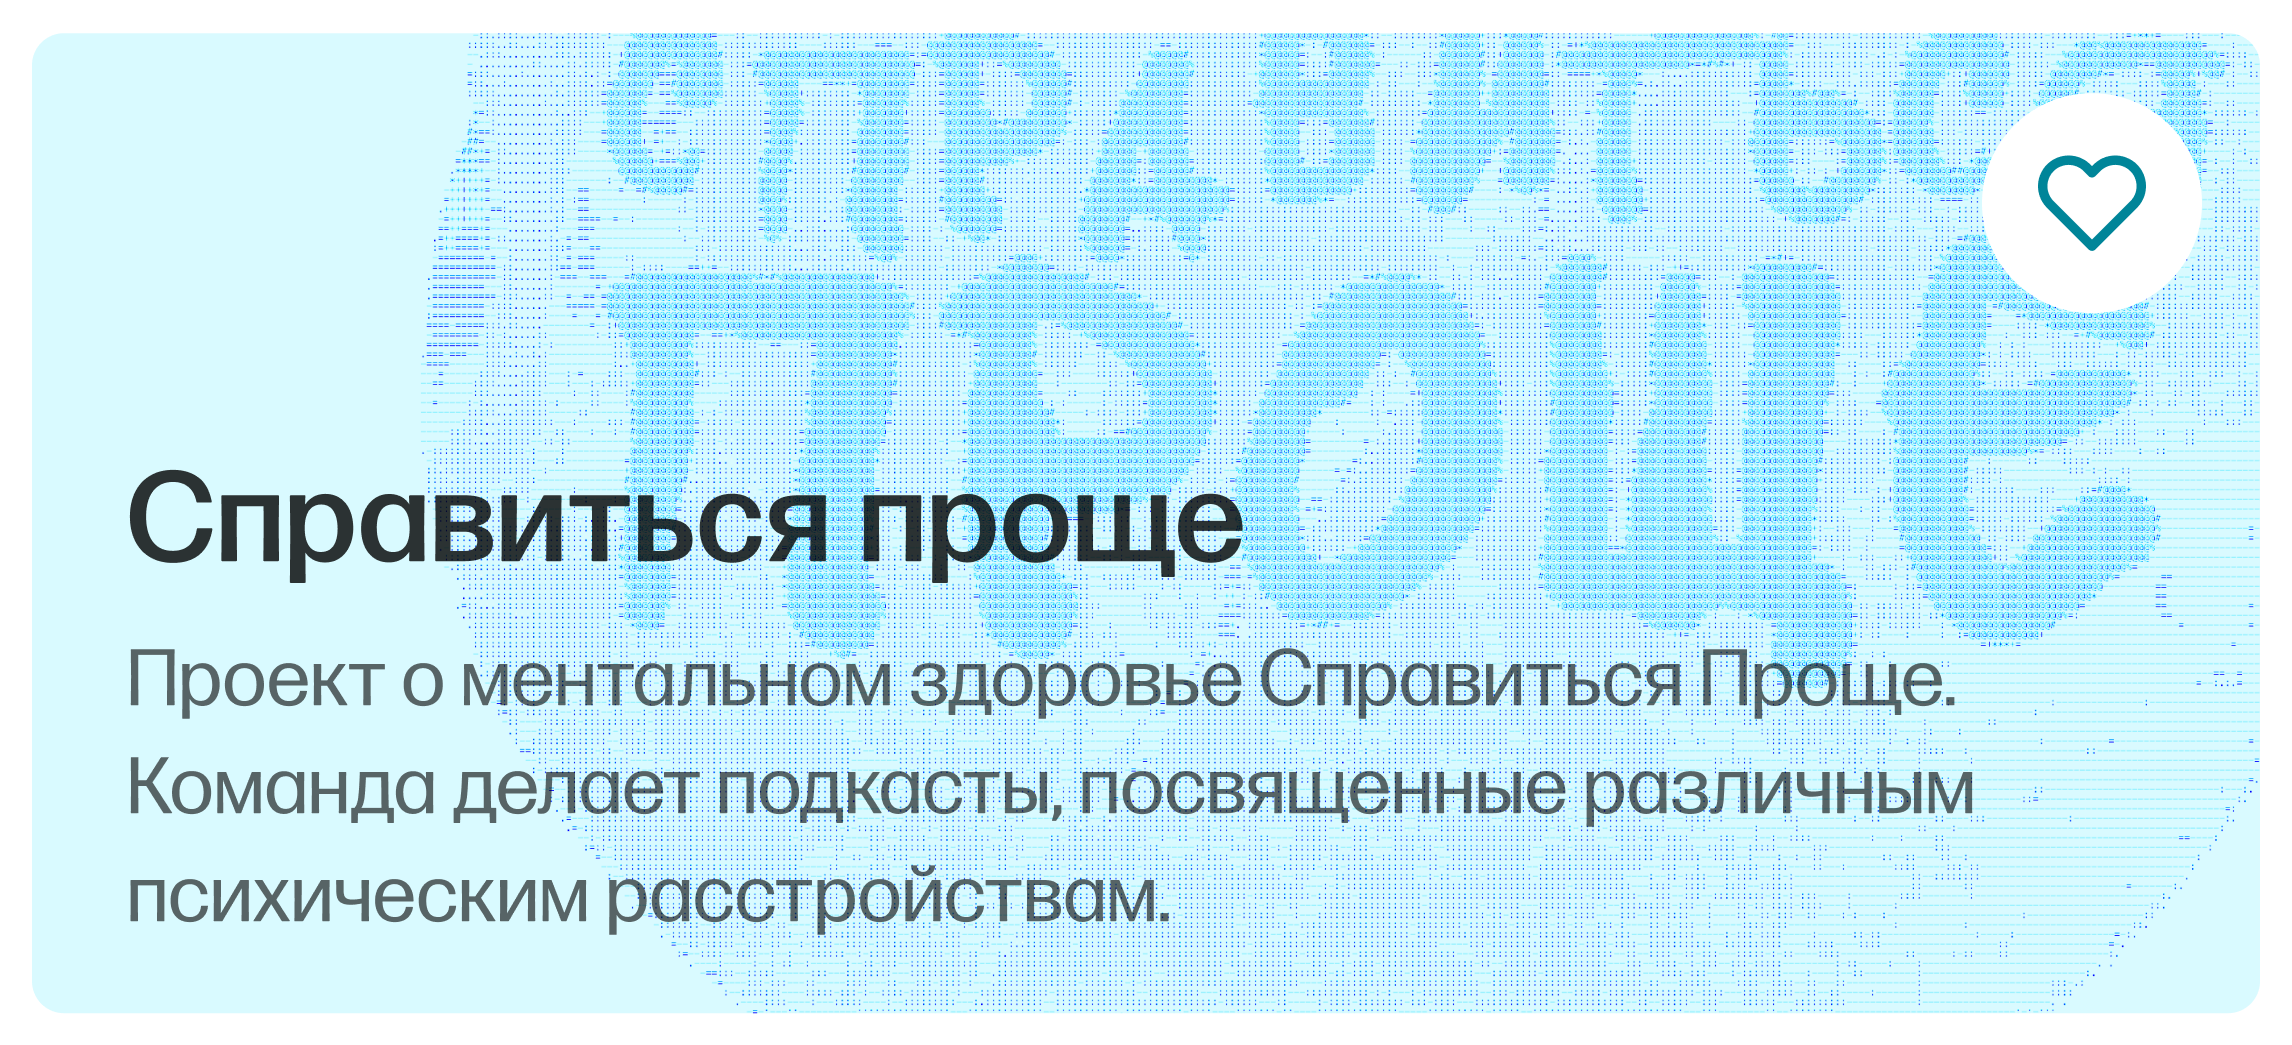 СПРАВИТЬСЯ
ПРОЩЕ
Справиться проще
Проект о ментальном здоровье Справиться Проще.
Команда делает подкасты, посвященные различным
психическим расстройствам.